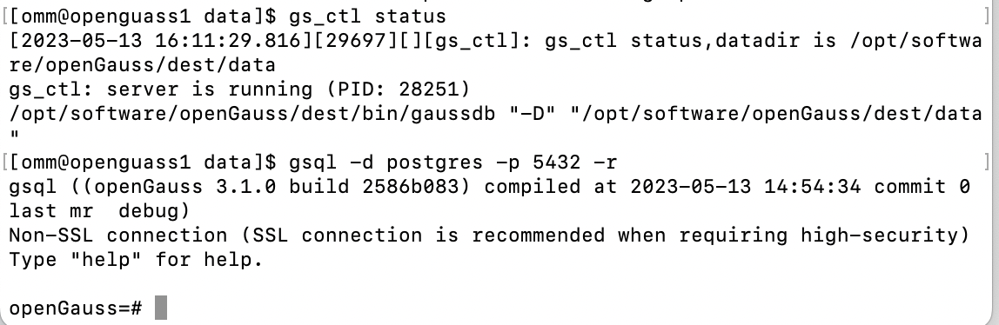 [[omm@openguass1 data]$ gs_ctl status ]
[2023-05-13 16:11:29.816][29697][][gs_ctl]: gs_ctl status,datadir is /opt/softwa
re/openGauss/dest/data
gs_ctl: server is running (PID: 28251)
/opt/software/openGauss/dest/bin/gaussdb "-D" "/opt/software/openGauss/dest/data
"
[[omm@openguass1 data]$ gsql -d postgres -p 5432 -r ]
gsql ((openGauss 3.1.0 build 2586b083) compiled at 2023-05-13 14:54:34 commit 0
last mr  debug)
Non-SSL connection (SSL connection is recommended when requiring high-security)
Type "help" for help.
openGauss=#